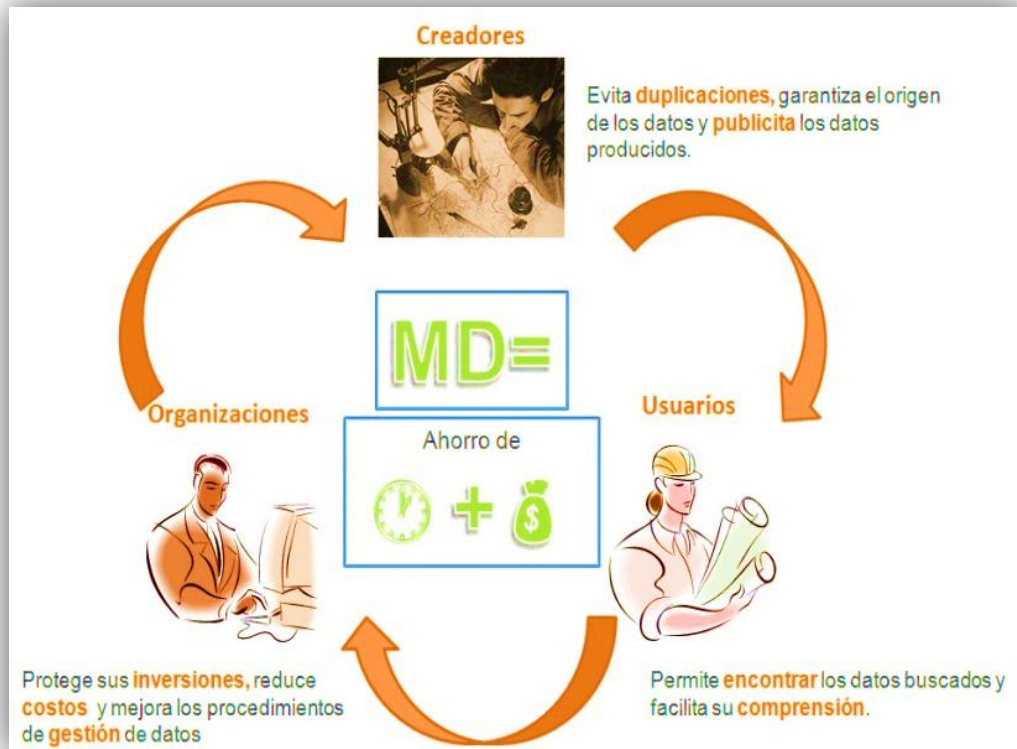 Creadores
Evita duplicaciones, garantiza el origen
de los datos y publicita los datos
producidos.
MD=
Organizaciones
Usuarios
Ahorro de
+ $
Protege sus inversiones, reduce
costos y mejora los procedimientos
de gestión de datos
Permite encontrar los datos buscados y
facilita su comprensión.